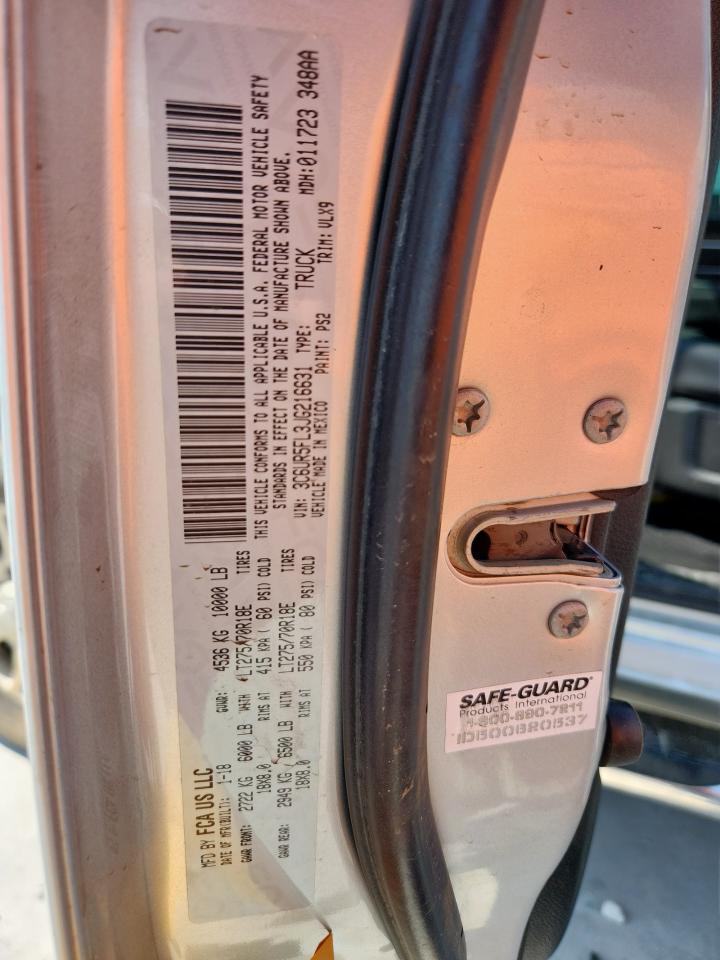 MFD BY FCA US LLC
DATE OF MFR(BUILT): 1-18 GVWR: 4536 KG 10000 LB
GAWR FRONT: 2722 KG 6000 LB WITH LT275/70R18E TIRES
18X8.0 RIMS AT 415 KPA ( 60 PSI) COLD
GAWR REAR: 2949 KG 6500 LB WITH LT275/70R18E TIRES
18X8.0 RIMS AT 550 KPA ( 80 PSI) COLD
THIS VEHICLE CONFORMS TO ALL APPLICABLE U.S.A. FEDERAL MOTOR VEHICLE SAFETY
STANDARDS IN EFFECT ON THE DATE OF MANUFACTURE SHOWN ABOVE.
VIN: 3C6UR5FL3JG216631 TYPE: TRUCK MDH: 011723 348AA
VEHICLE MADE IN MEXICO PAINT: PS2 TRIM: VLX9
SAFE-GUARD®
Products International
1-800-890-7211